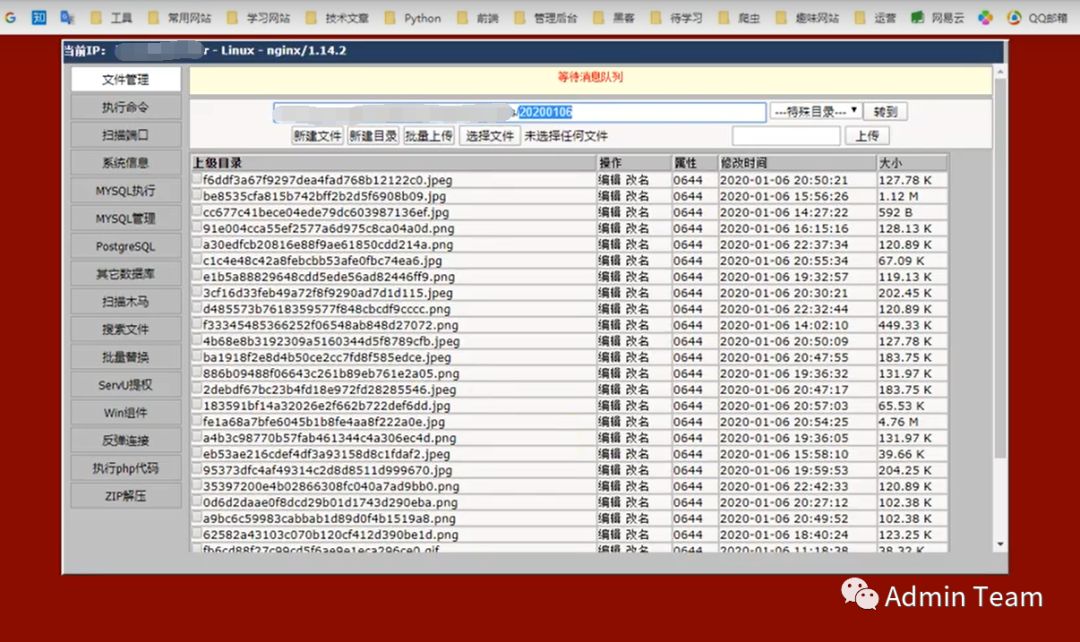 工具 常用网站 学习网站 技术文章 Python 前端 管理后台 黑客 待学习 爬虫 趣味网站 运营 网易云 QQ邮箱
当前IP: r - Linux - nginx/1.14.2
文件管理
等待消息队列
执行命令
20200106 ---特殊目录--- 转到
扫描端口
新建文件 新建目录 批量上传 选择文件 未选择任何文件 上传
系统信息
MYSQL执行
MYSQL管理
PostgreSQL
其它数据库
扫描木马
搜索文件
批量替换
ServU提权
Win组件
反弹连接
执行php代码
ZIP解压
上级目录 操作 属性 修改时间 大小
f6ddf3a67f9297dea4fad768b12122c0.jpeg 编辑 改名 0644 2020-01-06 20:50:21 127.78 K
be8535cfa815b742bff2b2d5f6908b09.jpg 编辑 改名 0644 2020-01-06 15:56:26 1.12 M
cc677c41bece04ede79dc603987136ef.jpg 编辑 改名 0644 2020-01-06 14:27:22 592 B
91e004cca55ef2577a6d975c8ca04a0d.png 编辑 改名 0644 2020-01-06 16:15:16 128.13 K
a30edfcb20816e88f9ae61850cdd214a.png 编辑 改名 0644 2020-01-06 22:37:34 120.89 K
c1c4e48c42a8febcbb53afe0fbc74ea6.jpg 编辑 改名 0644 2020-01-06 20:55:34 67.09 K
e1b5a88829648cdd5ede56ad82446ff9.png 编辑 改名 0644 2020-01-06 19:32:57 119.13 K
3cf16d33feb49a72f8f9290ad7d1d115.jpeg 编辑 改名 0644 2020-01-06 20:30:21 202.45 K
d485573b7618359577f848cbcdf9cccc.png 编辑 改名 0644 2020-01-06 22:32:44 120.89 K
f33345485366252f06548ab848d27072.png 编辑 改名 0644 2020-01-06 14:02:10 449.33 K
4b68e8b3192309a5160344d5f8789cfb.jpeg 编辑 改名 0644 2020-01-06 20:50:09 127.78 K
ba1918f2e8d4b50ce2cc7fd8f585edce.jpeg 编辑 改名 0644 2020-01-06 20:47:55 183.75 K
886b09488f06643c261b89eb761e2a05.png 编辑 改名 0644 2020-01-06 19:36:32 131.97 K
2debdf67bc23b4fd18e972fd28285546.jpeg 编辑 改名 0644 2020-01-06 20:47:17 183.75 K
183591bf14a32026e2f662b722def6dd.jpg 编辑 改名 0644 2020-01-06 20:57:03 65.53 K
fe1a68a7bfe6045b1b8fe4aa8f222a0e.jpg 编辑 改名 0644 2020-01-06 20:54:25 4.76 M
a4b3c98770b57fab461344c4a306ec4d.png 编辑 改名 0644 2020-01-06 19:36:05 131.97 K
eb53ae216cdef4df3a93158d8c1fdaf2.jpeg 编辑 改名 0644 2020-01-06 15:58:10 39.66 K
95373dfc4af49314c2d8d8511d999670.jpg 编辑 改名 0644 2020-01-06 19:59:53 204.25 K
35397200e4b02866308fc040a7ad9bb0.png 编辑 改名 0644 2020-01-06 22:42:33 120.89 K
0d6d2daae0f8dcd29b01d1743d290eba.png 编辑 改名 0644 2020-01-06 20:27:12 102.38 K
a9bc6c59983cabbab1d89d0f4b1519a8.png 编辑 改名 0644 2020-01-06 20:49:52 102.38 K
62582a43103c070b120cf412d390be1d.png 编辑 改名 0644 2020-01-06 18:40:24 123.25 K
fb6cd88f27c99cd5f6ae9e1eca296ce0.gif 编辑 改名 0644 2020-01-06 11:18:38 38.32 K
Admin Team